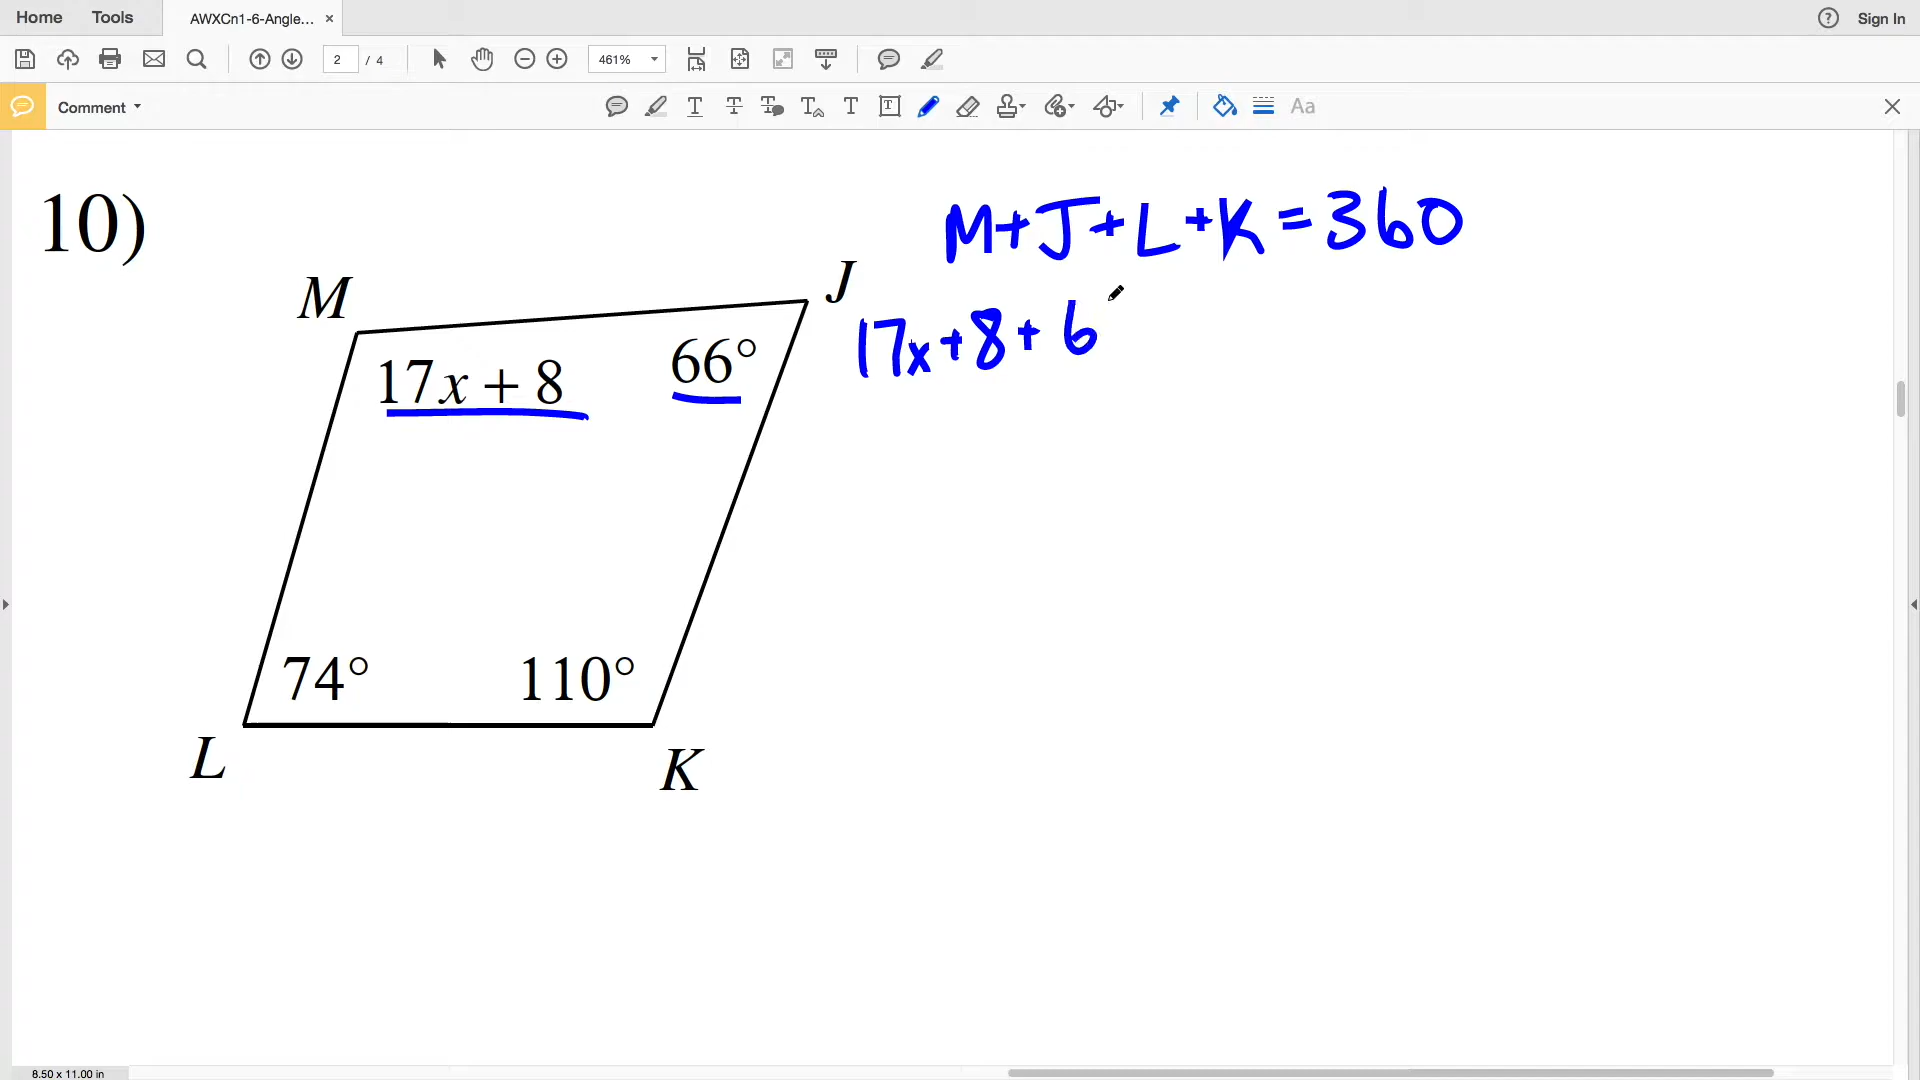 Home Tools AWXCn1-6-Angle... × ? Sign In
2 / 4 461%
Comment T T T T T T Aa
10)
M+J+L+K=360
M J
17x+8+6
17x + 8 66°
74° 110°
L K
8.50 x 11.00 in